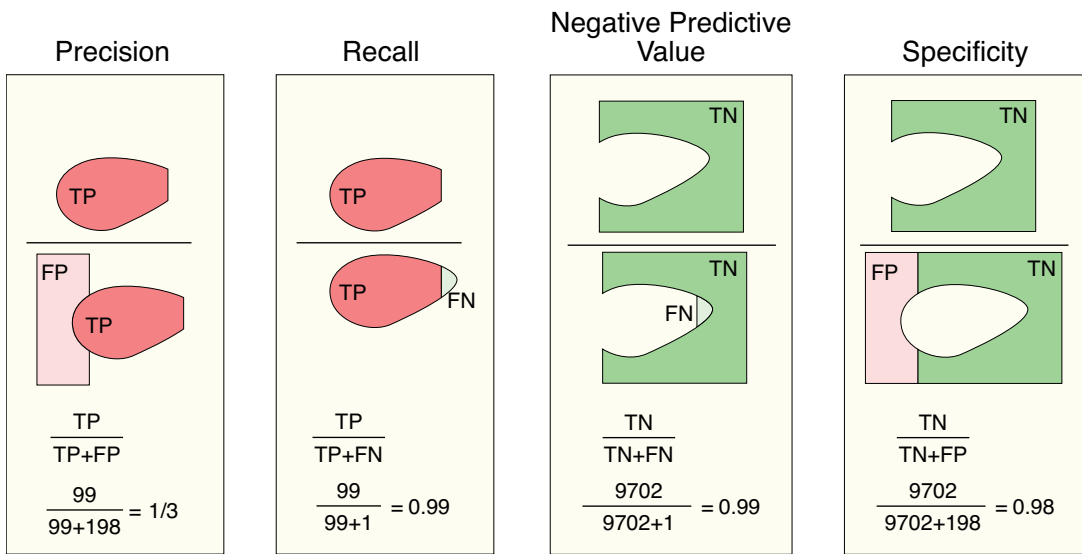 Precision
TP
FP
TP
TP
TP+FP
99
99+198
= 1/3
Recall
TP
TP
FN
TP
TP+FN
99
99+1
= 0.99
Negative Predictive
Value
TN
TN
FN
TN
TN+FN
9702
9702+1
= 0.99
Specificity
TN
FP
TN
TN
TN+FP
9702
9702+198
= 0.98